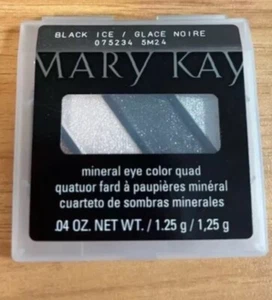 BLACK ICE / GLACE NOIRE
075234 5M24
MARY KAY
mineral eye color quad
quatuor fard à paupières minéral
cuarteto de sombras minerales
.04 OZ. NET WT. / 1.25 g / 1,25 g